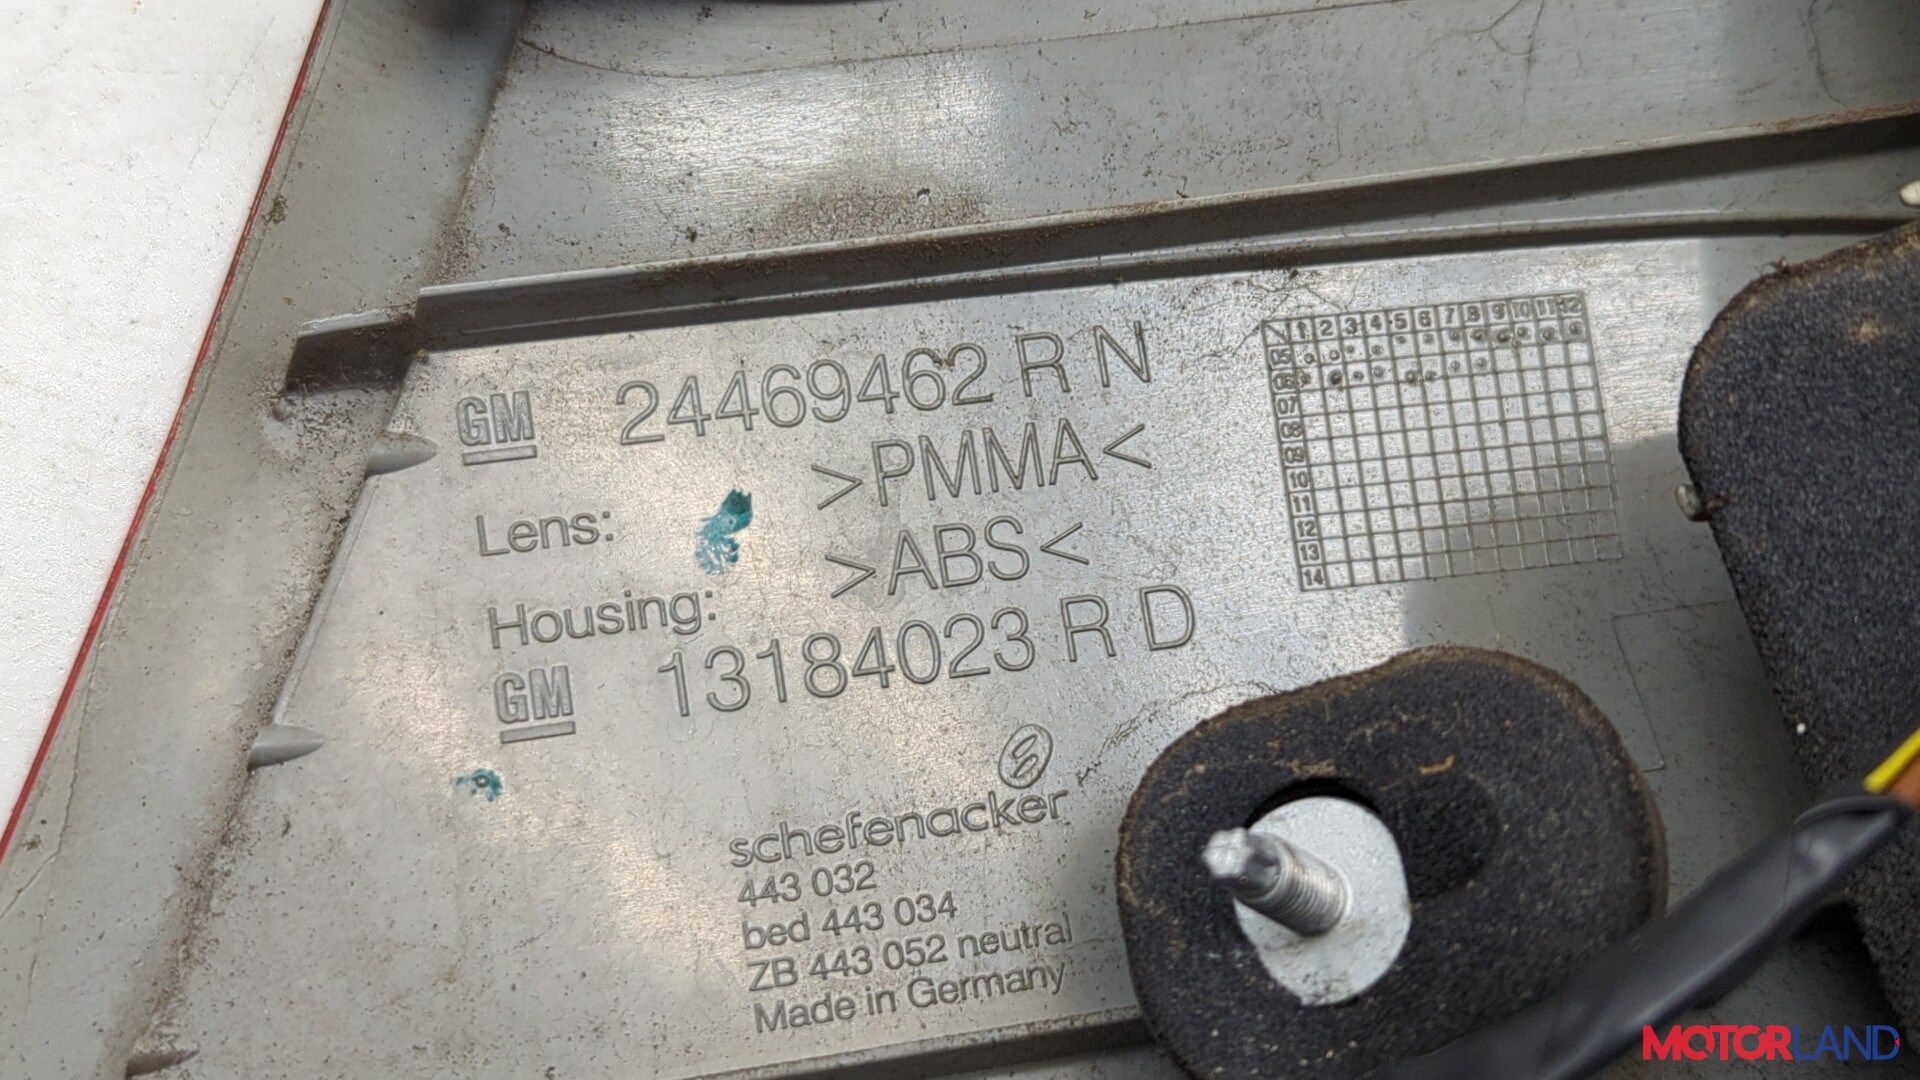 GM 24469462 R N
Lens: >PMMA<
Housing: >ABS<
GM 13184023 R D
schefenacker
443 032
bed 443 034
ZB 443 052 neutral
Made in Germany
1 2 3 4 5 6 7 8 9 10 11 12
05
06
07
08
09
10
11
12
13
14
MOTORLAND